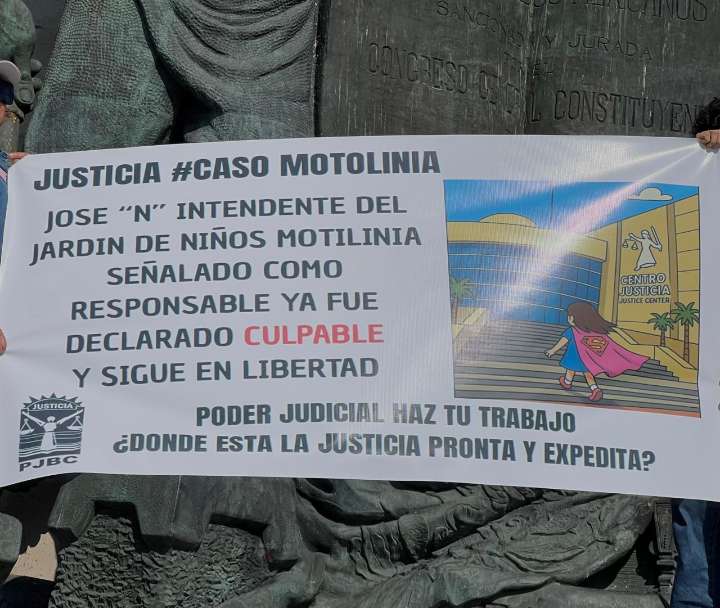 SANCIONA Y JURADA
CONGRESO CONSTITUYEN
JUSTICIA #CASO MOTOLINIA
JOSE “N” INTENDENTE DEL
JARDIN DE NIÑOS MOTILINIA
SEÑALADO COMO
RESPONSABLE YA FUE
DECLARADO CULPABLE
Y SIGUE EN LIBERTAD
CENTRO
JUSTICIA
JUSTICE CENTER
JUSTICIA
PJBC
PODER JUDICIAL HAZ TU TRABAJO
¿DONDE ESTA LA JUSTICIA PRONTA Y EXPEDITA?